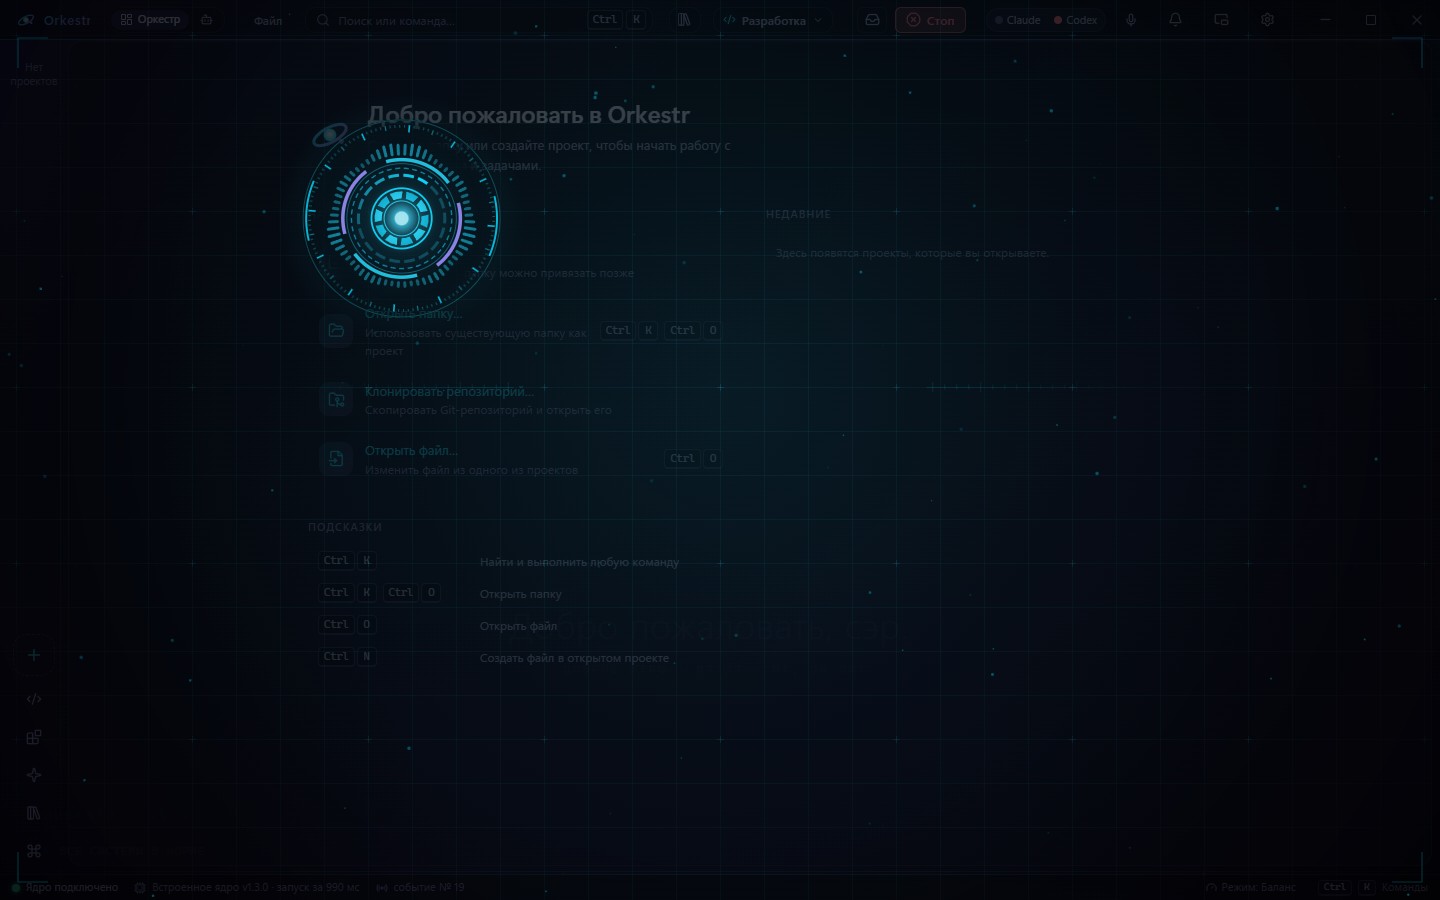 Orkestr
Оркестр
Файл
Поиск или команда...
Ctrl K
Разработка
Стоп
Claude
Codex
Нет
проектов
Добро пожаловать в Orkestr
или создайте проект, чтобы начать работу с
задачами.
НЕДАВНИЕ
Здесь появятся проекты, которые вы открываете
можно привязать позже
Открыть папку...
Использовать существующую папку как
проект
Ctrl K Ctrl O
Клонировать репозиторий...
Скопировать Git-репозиторий и открыть его
Открыть файл...
Изменить файл из одного из проектов
Ctrl O
ПОДСКАЗКИ
Ctrl K
Найти и выполнить любую команду
Ctrl K Ctrl O
Открыть папку
Ctrl O
Открыть файл
пожаловать, сэр
Ctrl N
Создать файл в открытом проекте
Ядро подключено
Встроенное ядро v1.3.0 · запуск за 990 мс
событие № 19
Режим: Баланс
Ctrl K Команды